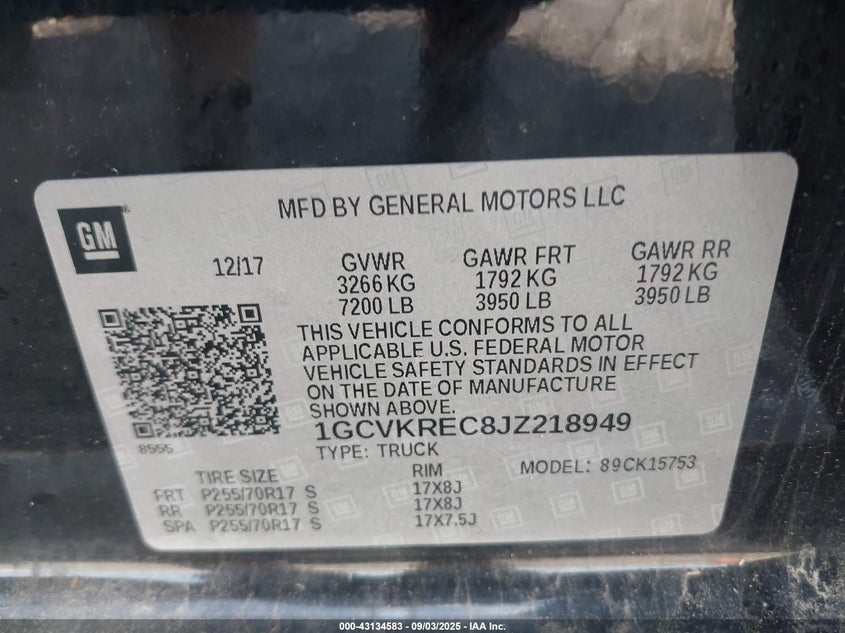 MFD BY GENERAL MOTORS LLC
GM
12/17 GVWR GAWR FRT GAWR RR
3266 KG 1792 KG 1792 KG
7200 LB 3950 LB 3950 LB
THIS VEHICLE CONFORMS TO ALL
APPLICABLE U.S. FEDERAL MOTOR
VEHICLE SAFETY STANDARDS IN EFFECT
ON THE DATE OF MANUFACTURE
SHOWN ABOVE.
1GCVKREC8JZ218949
8555
TYPE: TRUCK
MODEL: 89CK15753
TIRE SIZE RIM
FRT P255/70R17 S 17X8J
RR P255/70R17 S 17X8J
SPA P255/70R17 S 17X7.5J
000-43134583 - 09/03/2025 - IAA Inc.